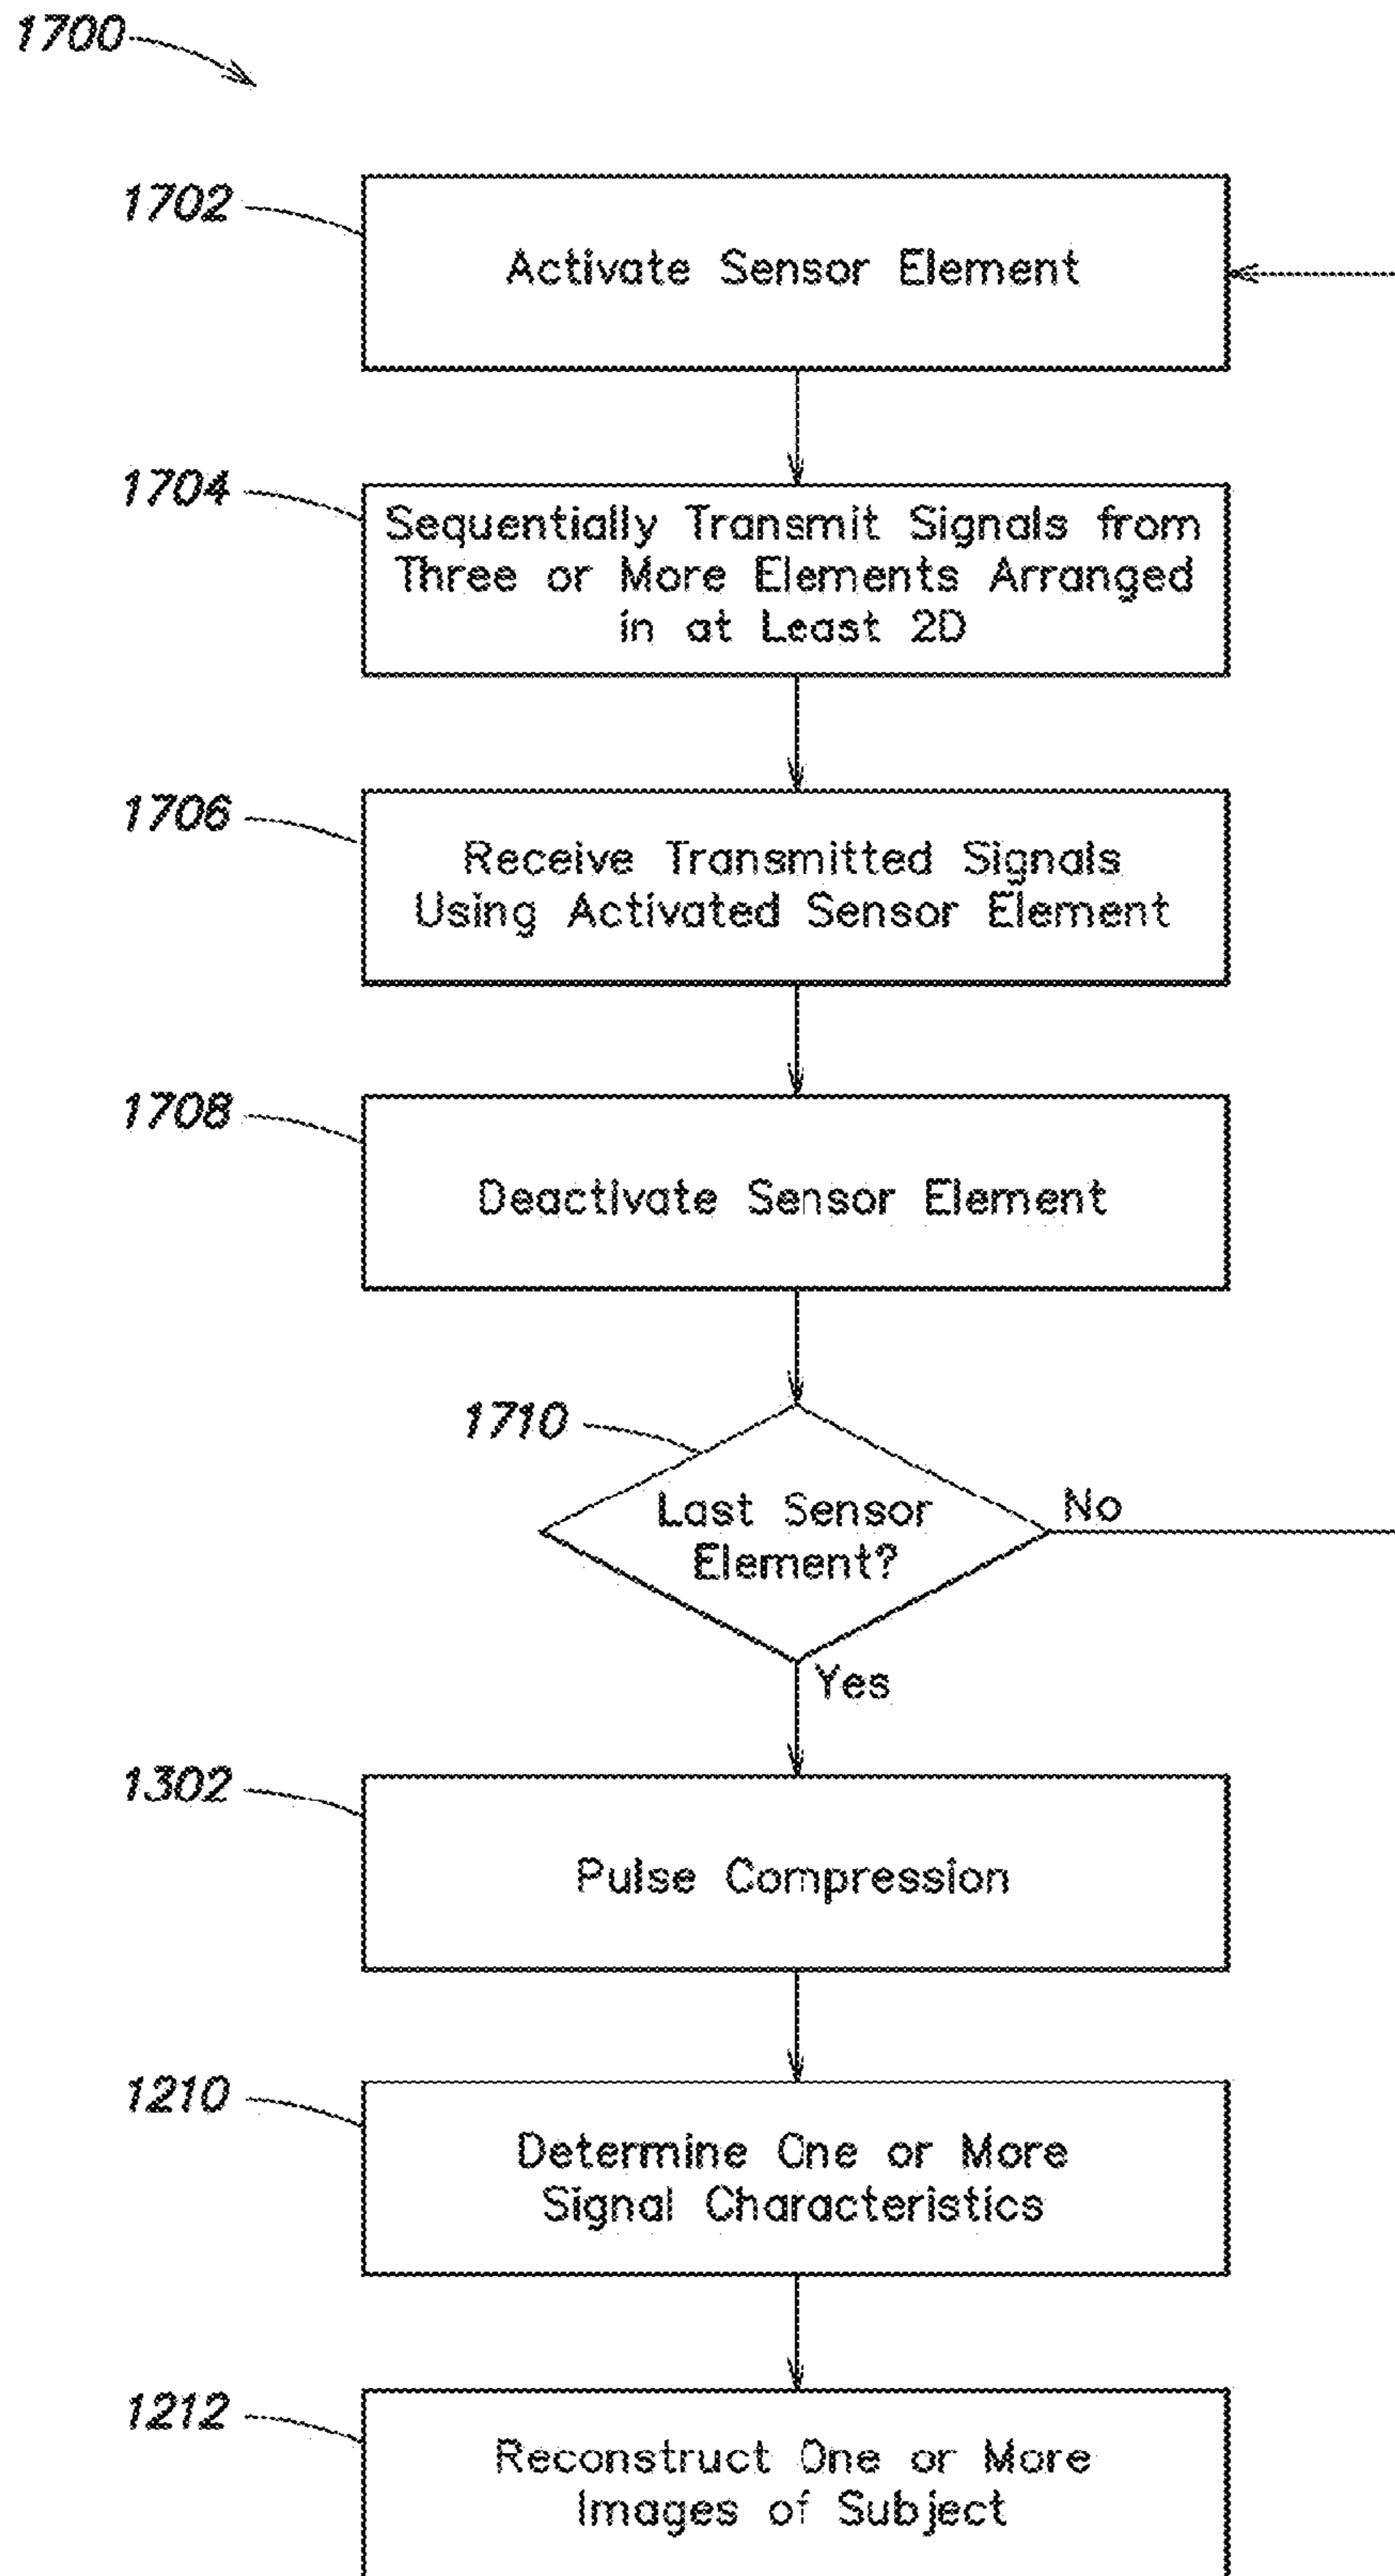 1700
1702
Activate Sensor Element
1704
Sequentially Transmit Signals from
Three or More Elements Arranged
in at Least 2D
1706
Receive Transmitted Signals
Using Activated Sensor Element
1708
Deactivate Sensor Element
1710
Last Sensor
Element?
No
Yes
1302
Pulse Compression
1210
Determine One or More
Signal Characteristics
1212
Reconstruct One or More
Images of Subject